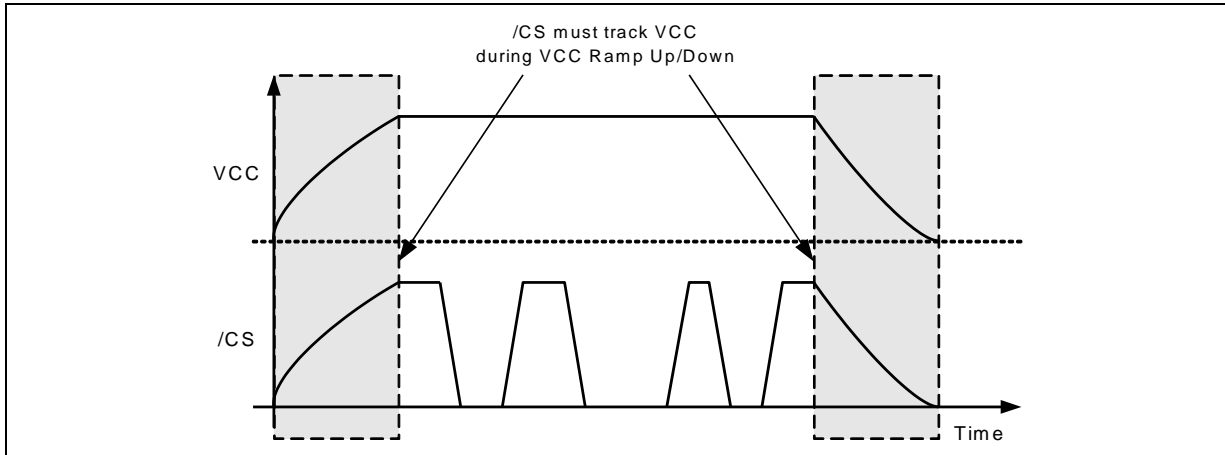 /CS must track VCC
during VCC Ramp Up/Down
VCC
/CS
Time